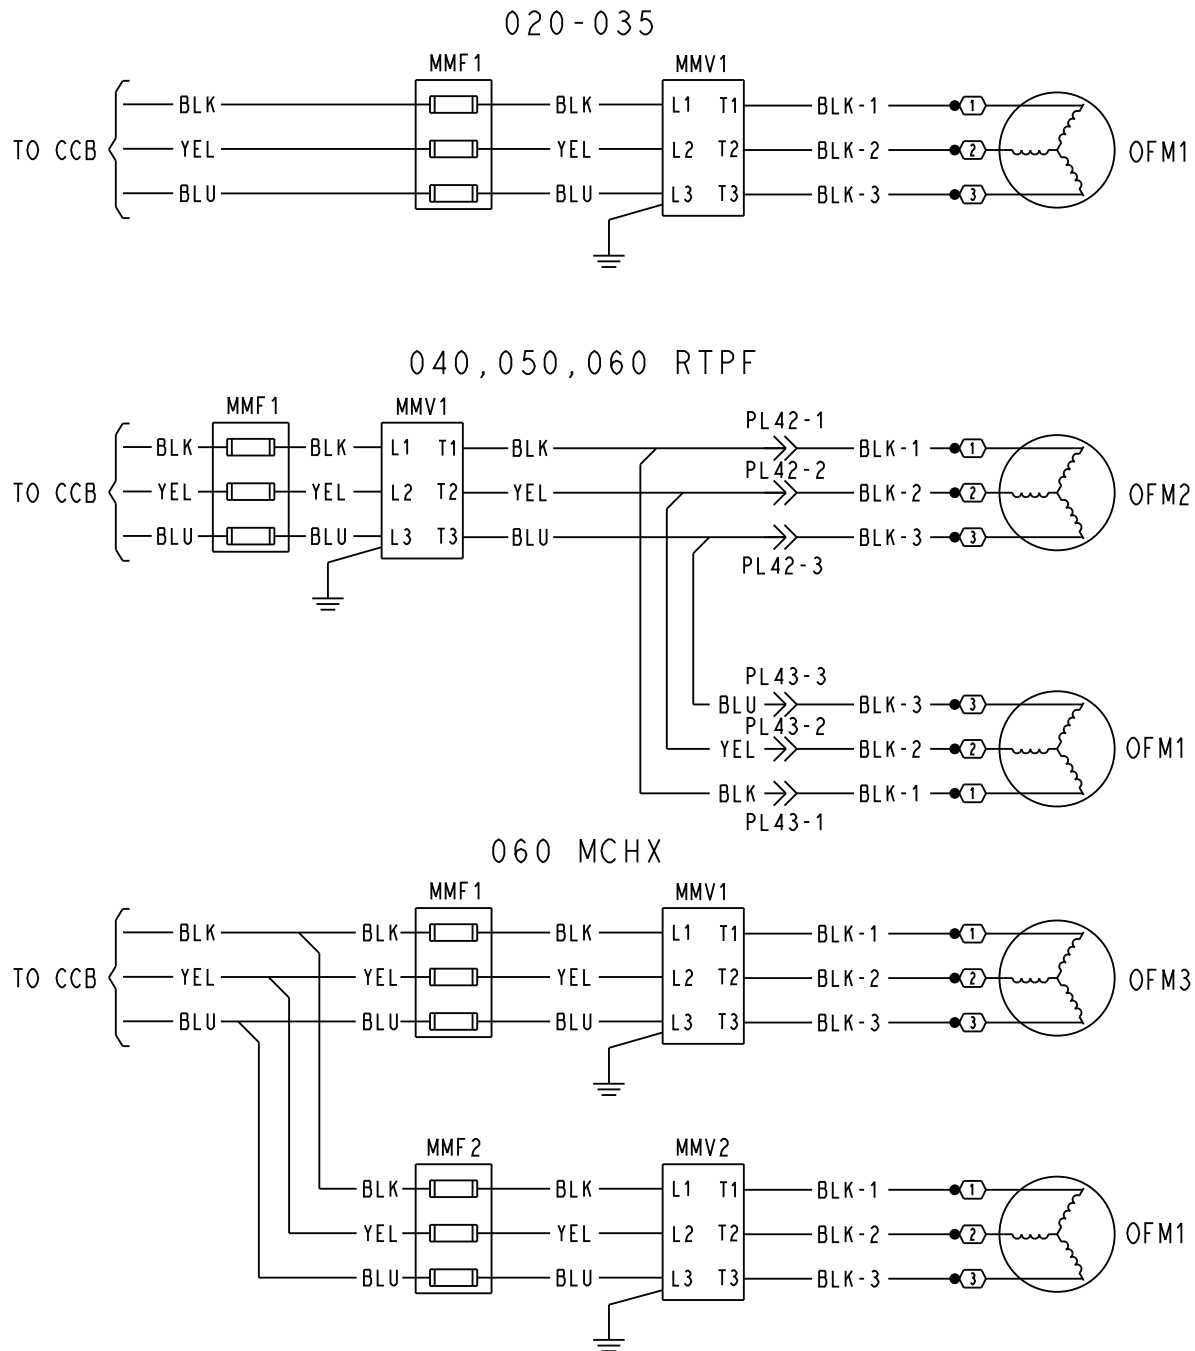 020-035
MMF1 MMV1
BLK BLK L1 T1 BLK-1 1
TO CCB YEL YEL L2 T2 BLK-2 2 OFM1
BLU BLU L3 T3 BLK-3 3
040,050,060 RTPF
MMF1 MMV1 PL42-1
BLK BLK L1 T1 BLK BLK-1 1
PL42-2
TO CCB YEL YEL L2 T2 YEL BLK-2 2 OFM2
BLU BLU L3 T3 BLU BLK-3 3
PL42-3
PL43-3
BLU BLK-3 3
PL43-2
YEL BLK-2 2 OFM1
BLK BLK-1 1
PL43-1
060 MCHX
MMF1 MMV1
BLK BLK BLK L1 T1 BLK-1 1
TO CCB YEL YEL YEL L2 T2 BLK-2 2 OFM3
BLU BLU BLU L3 T3 BLK-3 3
MMF2 MMV2
BLK BLK L1 T1 BLK-1 1
YEL YEL L2 T2 BLK-2 2 OFM1
BLU BLU L3 T3 BLK-3 3